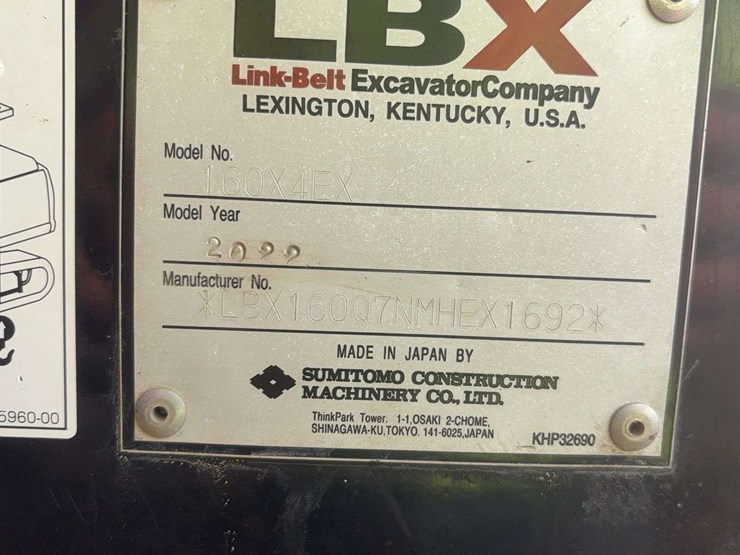 LBX
Link-Belt ExcavatorCompany
LEXINGTON, KENTUCKY, U.S.A.
Model No.
160X4EX
Model Year
2022
Manufacturer No.
*LBX160Q7NMHEX1692*
MADE IN JAPAN BY
SUMITOMO CONSTRUCTION
MACHINERY CO., LTD.
ThinkPark Tower. 1-1,OSAKI 2-CHOME,
SHINAGAWA-KU,TOKYO. 141-6025,JAPAN
KHP32690
5960-00